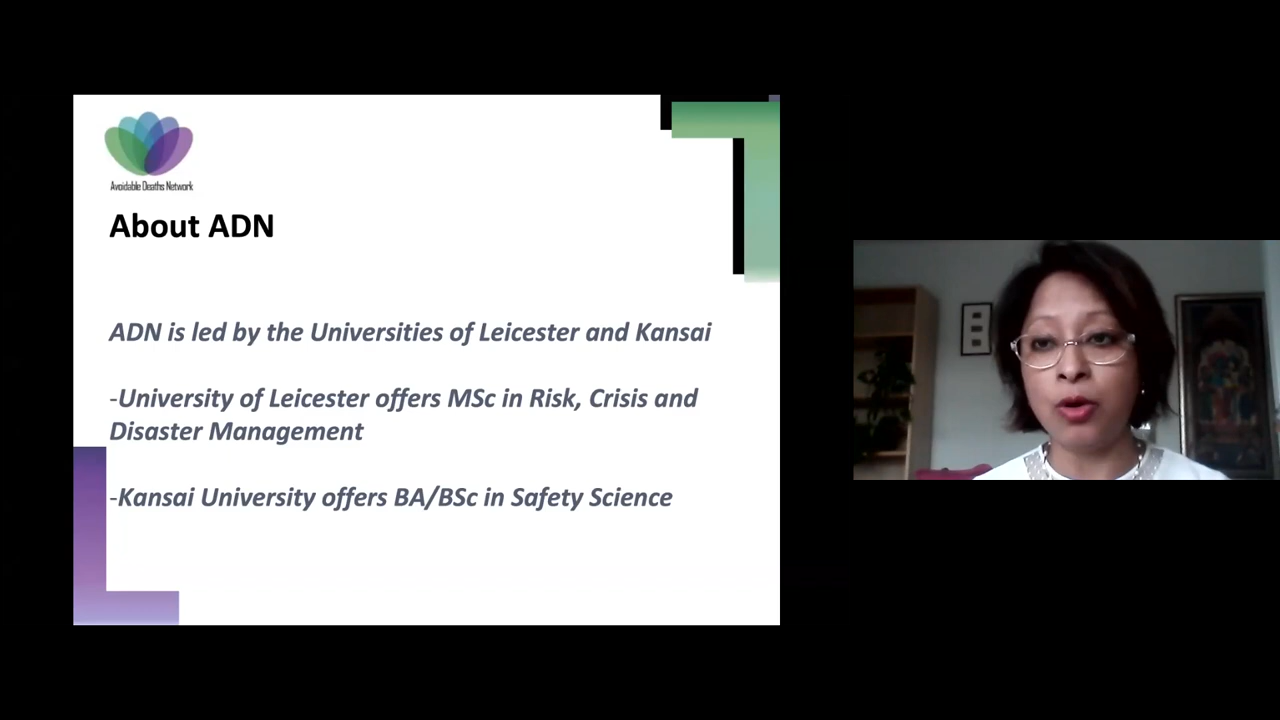 Avoidable Deaths Network
About ADN
ADN is led by the Universities of Leicester and Kansai
-University of Leicester offers MSc in Risk, Crisis and
Disaster Management
-Kansai University offers BA/BSc in Safety Science